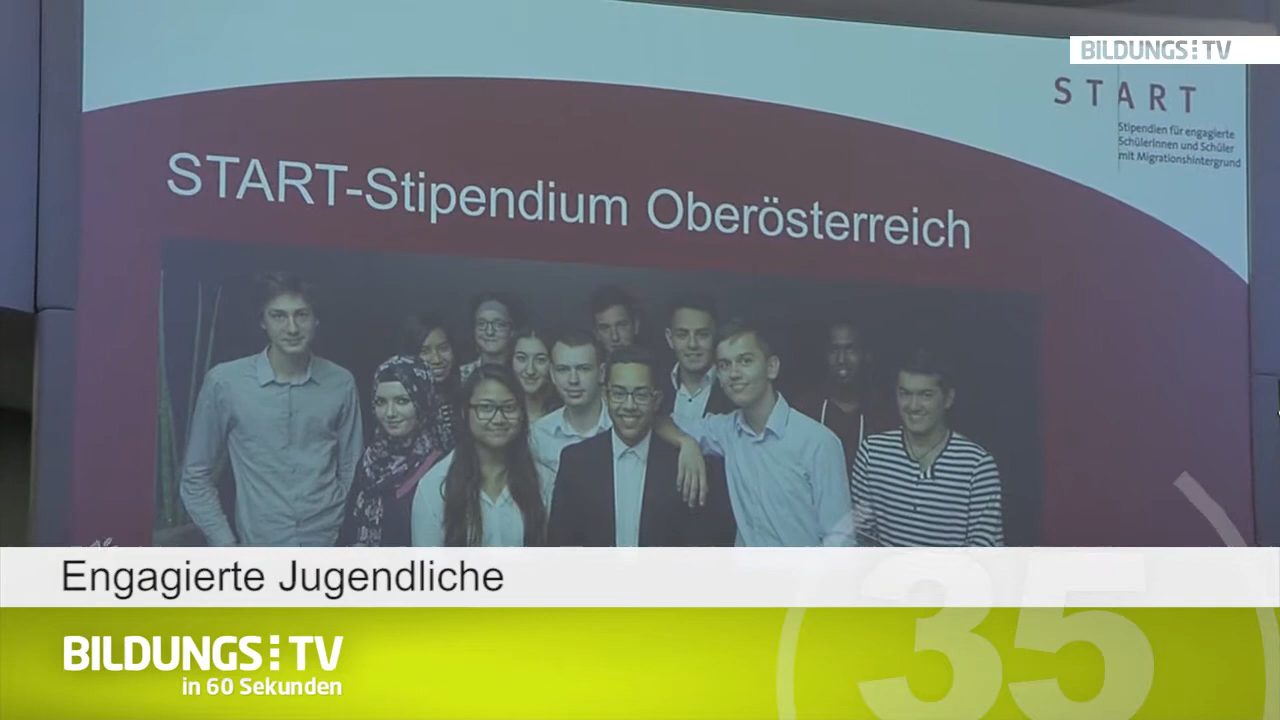 BILDUNGS:TV
START
Stipendien für engagierte
Schülerinnen und Schüler
mit Migrationshintergrund
START-Stipendium Oberösterreich
Engagierte Jugendliche
35
BILDUNGS:TV
in 60 Sekunden